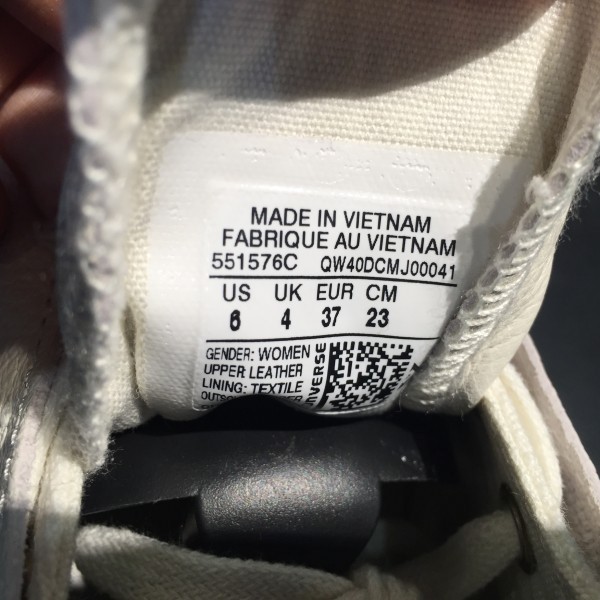 MADE IN VIETNAM
FABRIQUE AU VIETNAM
551576C QW40DCMJ00041
US UK EUR CM
6 4 37 23
GENDER: WOMEN
UPPER: LEATHER
LINING: TEXTILE